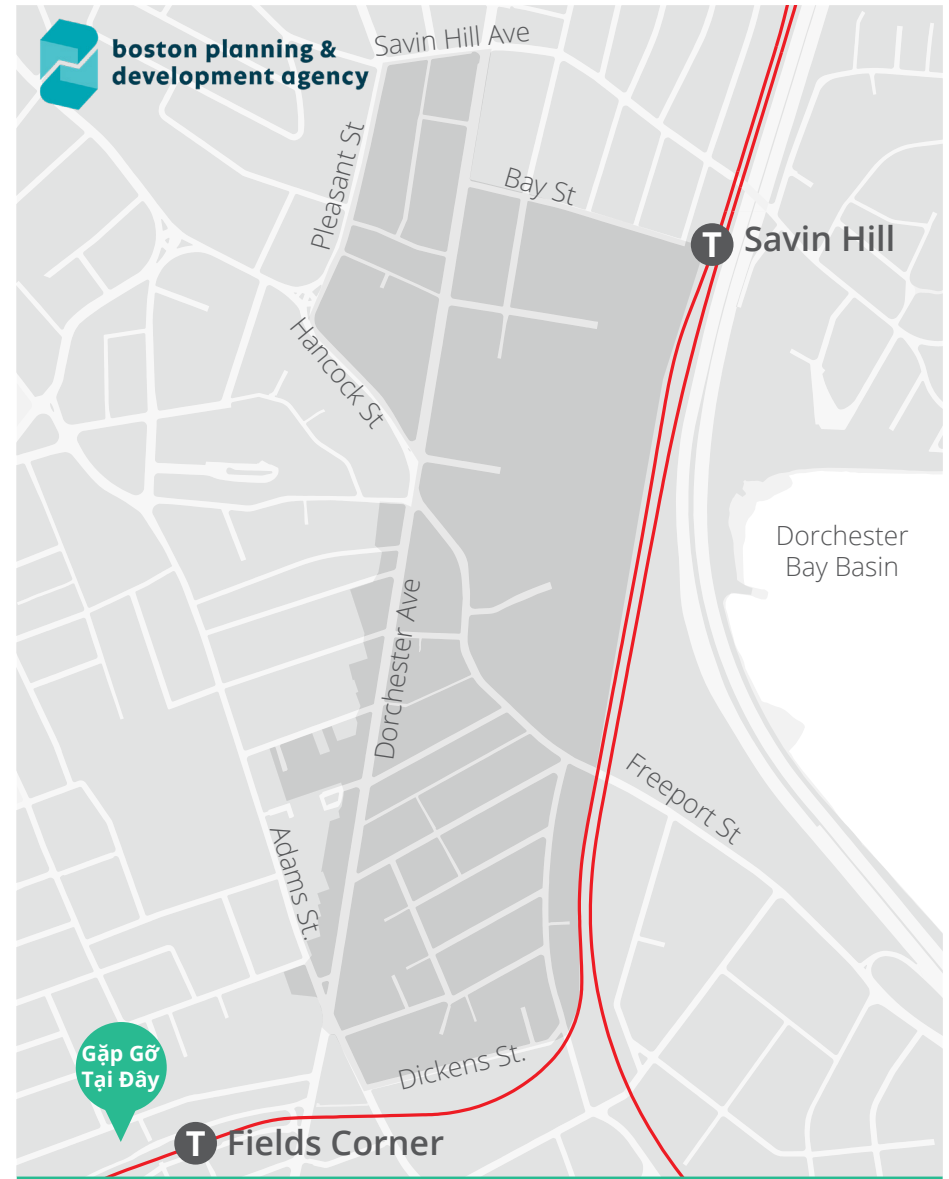 boston planning &
development agency
Savin Hill Ave
Pleasant St
Bay St
T Savin Hill
Hancock St
Dorchester
Bay Basin
Dorchester Ave
Freeport St
Adams St.
Gặp Gỡ
Tại Đây
Dickens St.
T Fields Corner